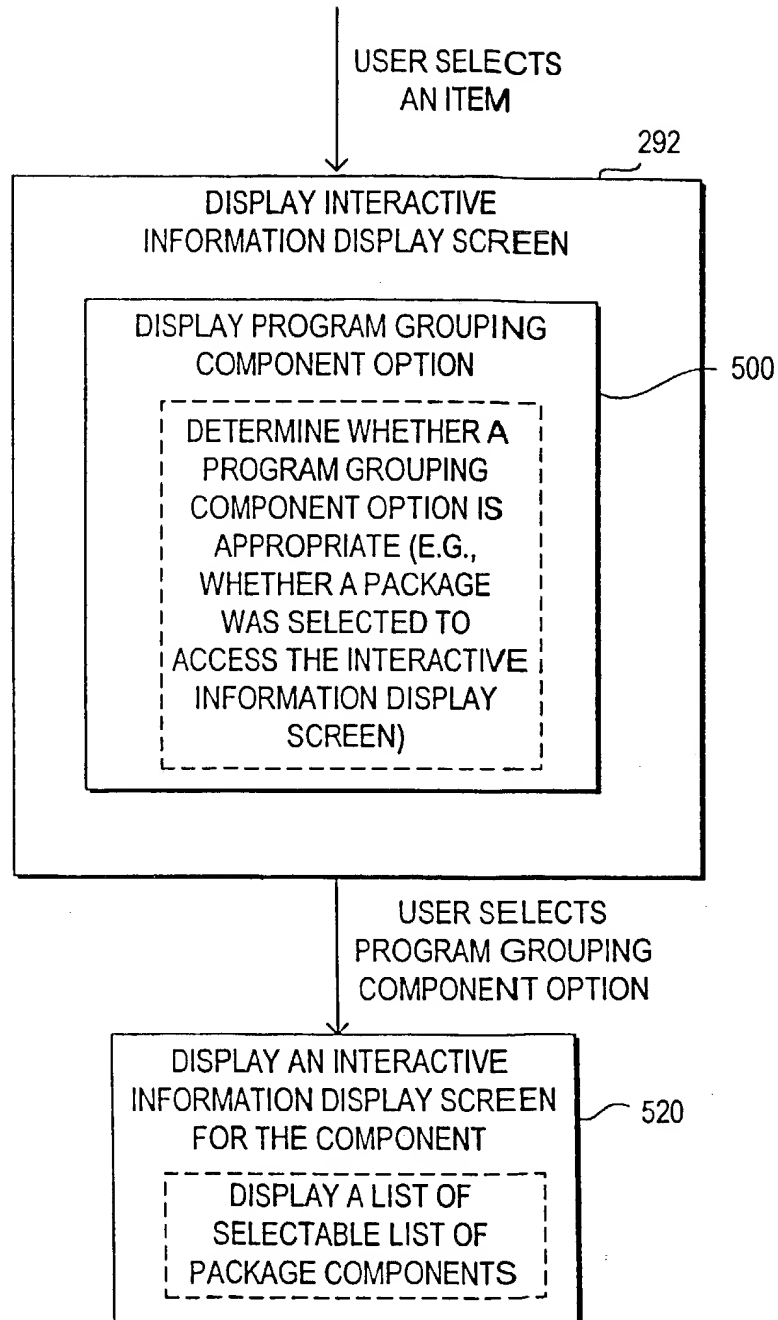 USER SELECTS
AN ITEM
292
DISPLAY INTERACTIVE
INFORMATION DISPLAY SCREEN
DISPLAY PROGRAM GROUPING
COMPONENT OPTION
500
DETERMINE WHETHER A
PROGRAM GROUPING
COMPONENT OPTION IS
APPROPRIATE (E.G.,
WHETHER A PACKAGE
WAS SELECTED TO
ACCESS THE INTERACTIVE
INFORMATION DISPLAY
SCREEN)
USER SELECTS
PROGRAM GROUPING
COMPONENT OPTION
DISPLAY AN INTERACTIVE
INFORMATION DISPLAY SCREEN
FOR THE COMPONENT
520
DISPLAY A LIST OF
SELECTABLE LIST OF
PACKAGE COMPONENTS